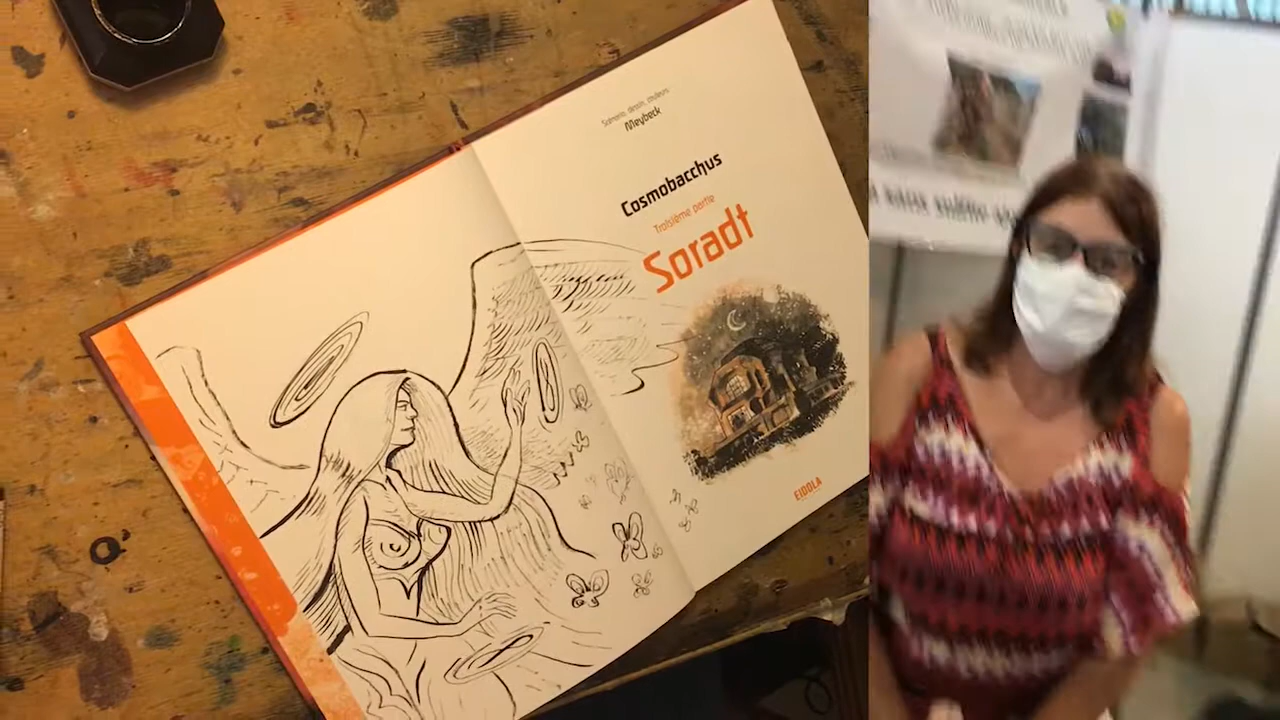 Scénario, dessin, couleurs
Meybeck
Cosmobacchus
Troisième partie
Soradt
EIDOLA